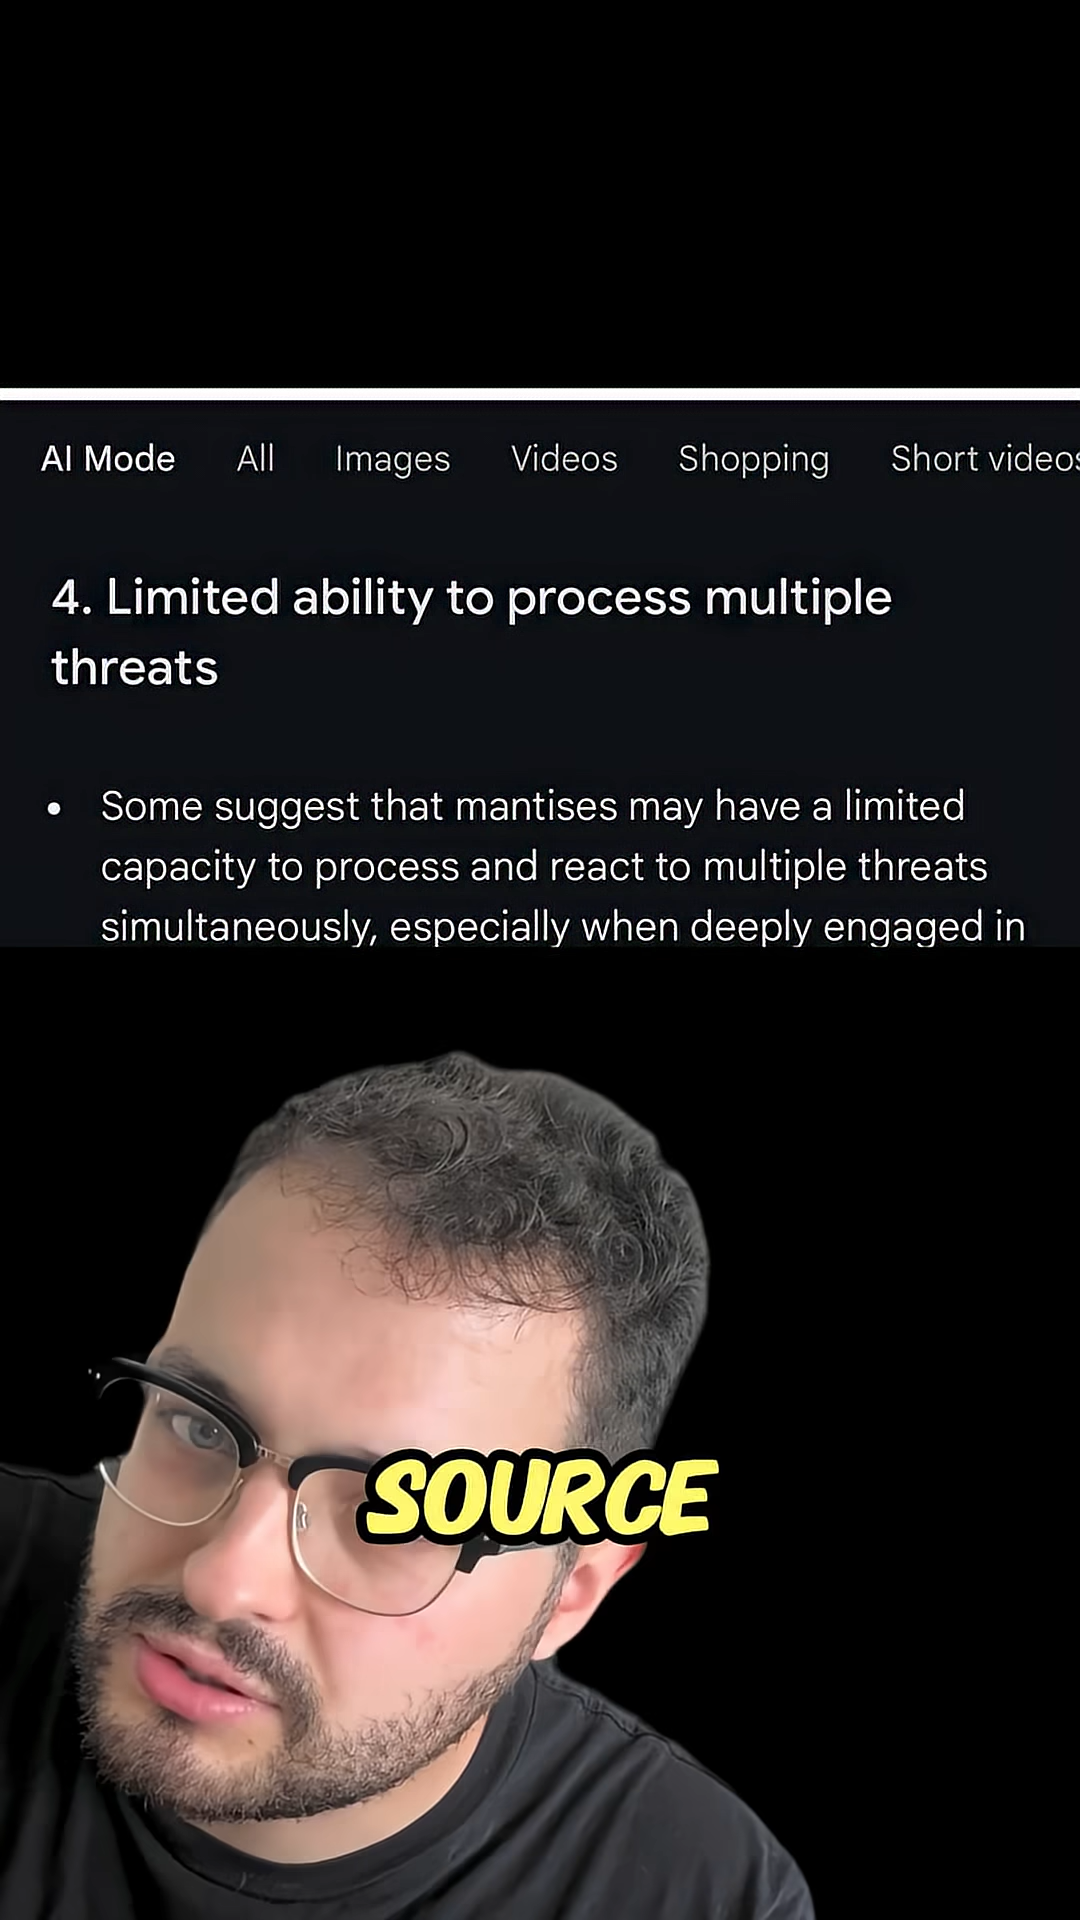 AI Mode All Images Videos Shopping Short videos
4. Limited ability to process multiple
threats
• Some suggest that mantises may have a limited
capacity to process and react to multiple threats
simultaneously, especially when deeply engaged in
SOURCE